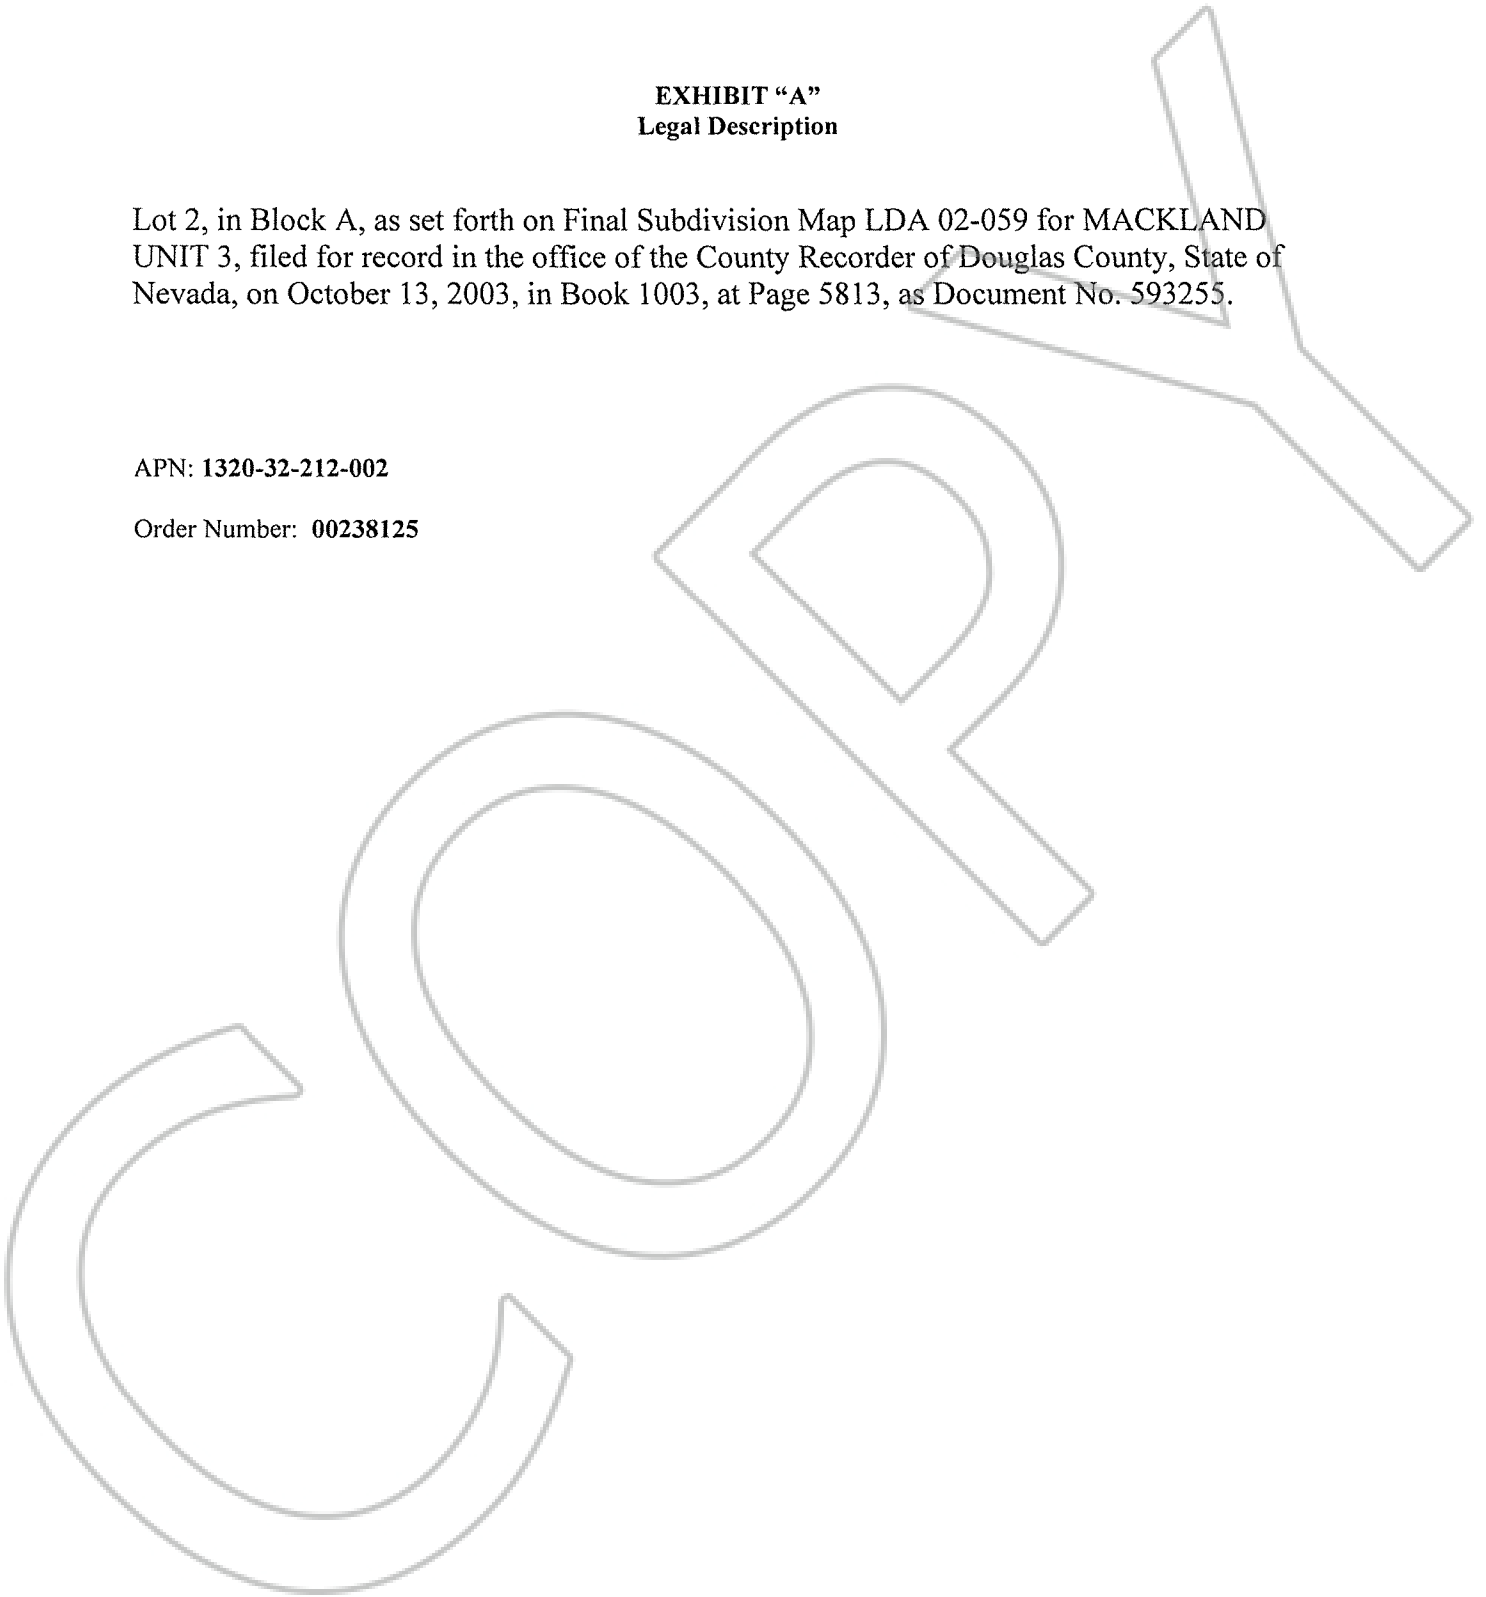 EXHIBIT “A”
Legal Description
Lot 2, in Block A, as set forth on Final Subdivision Map LDA 02-059 for MACKLAND
UNIT 3, filed for record in the office of the County Recorder of Douglas County, State of
Nevada, on October 13, 2003, in Book 1003, at Page 5813, as Document No. 593255.
APN: 1320-32-212-002
Order Number: 00238125
COPY